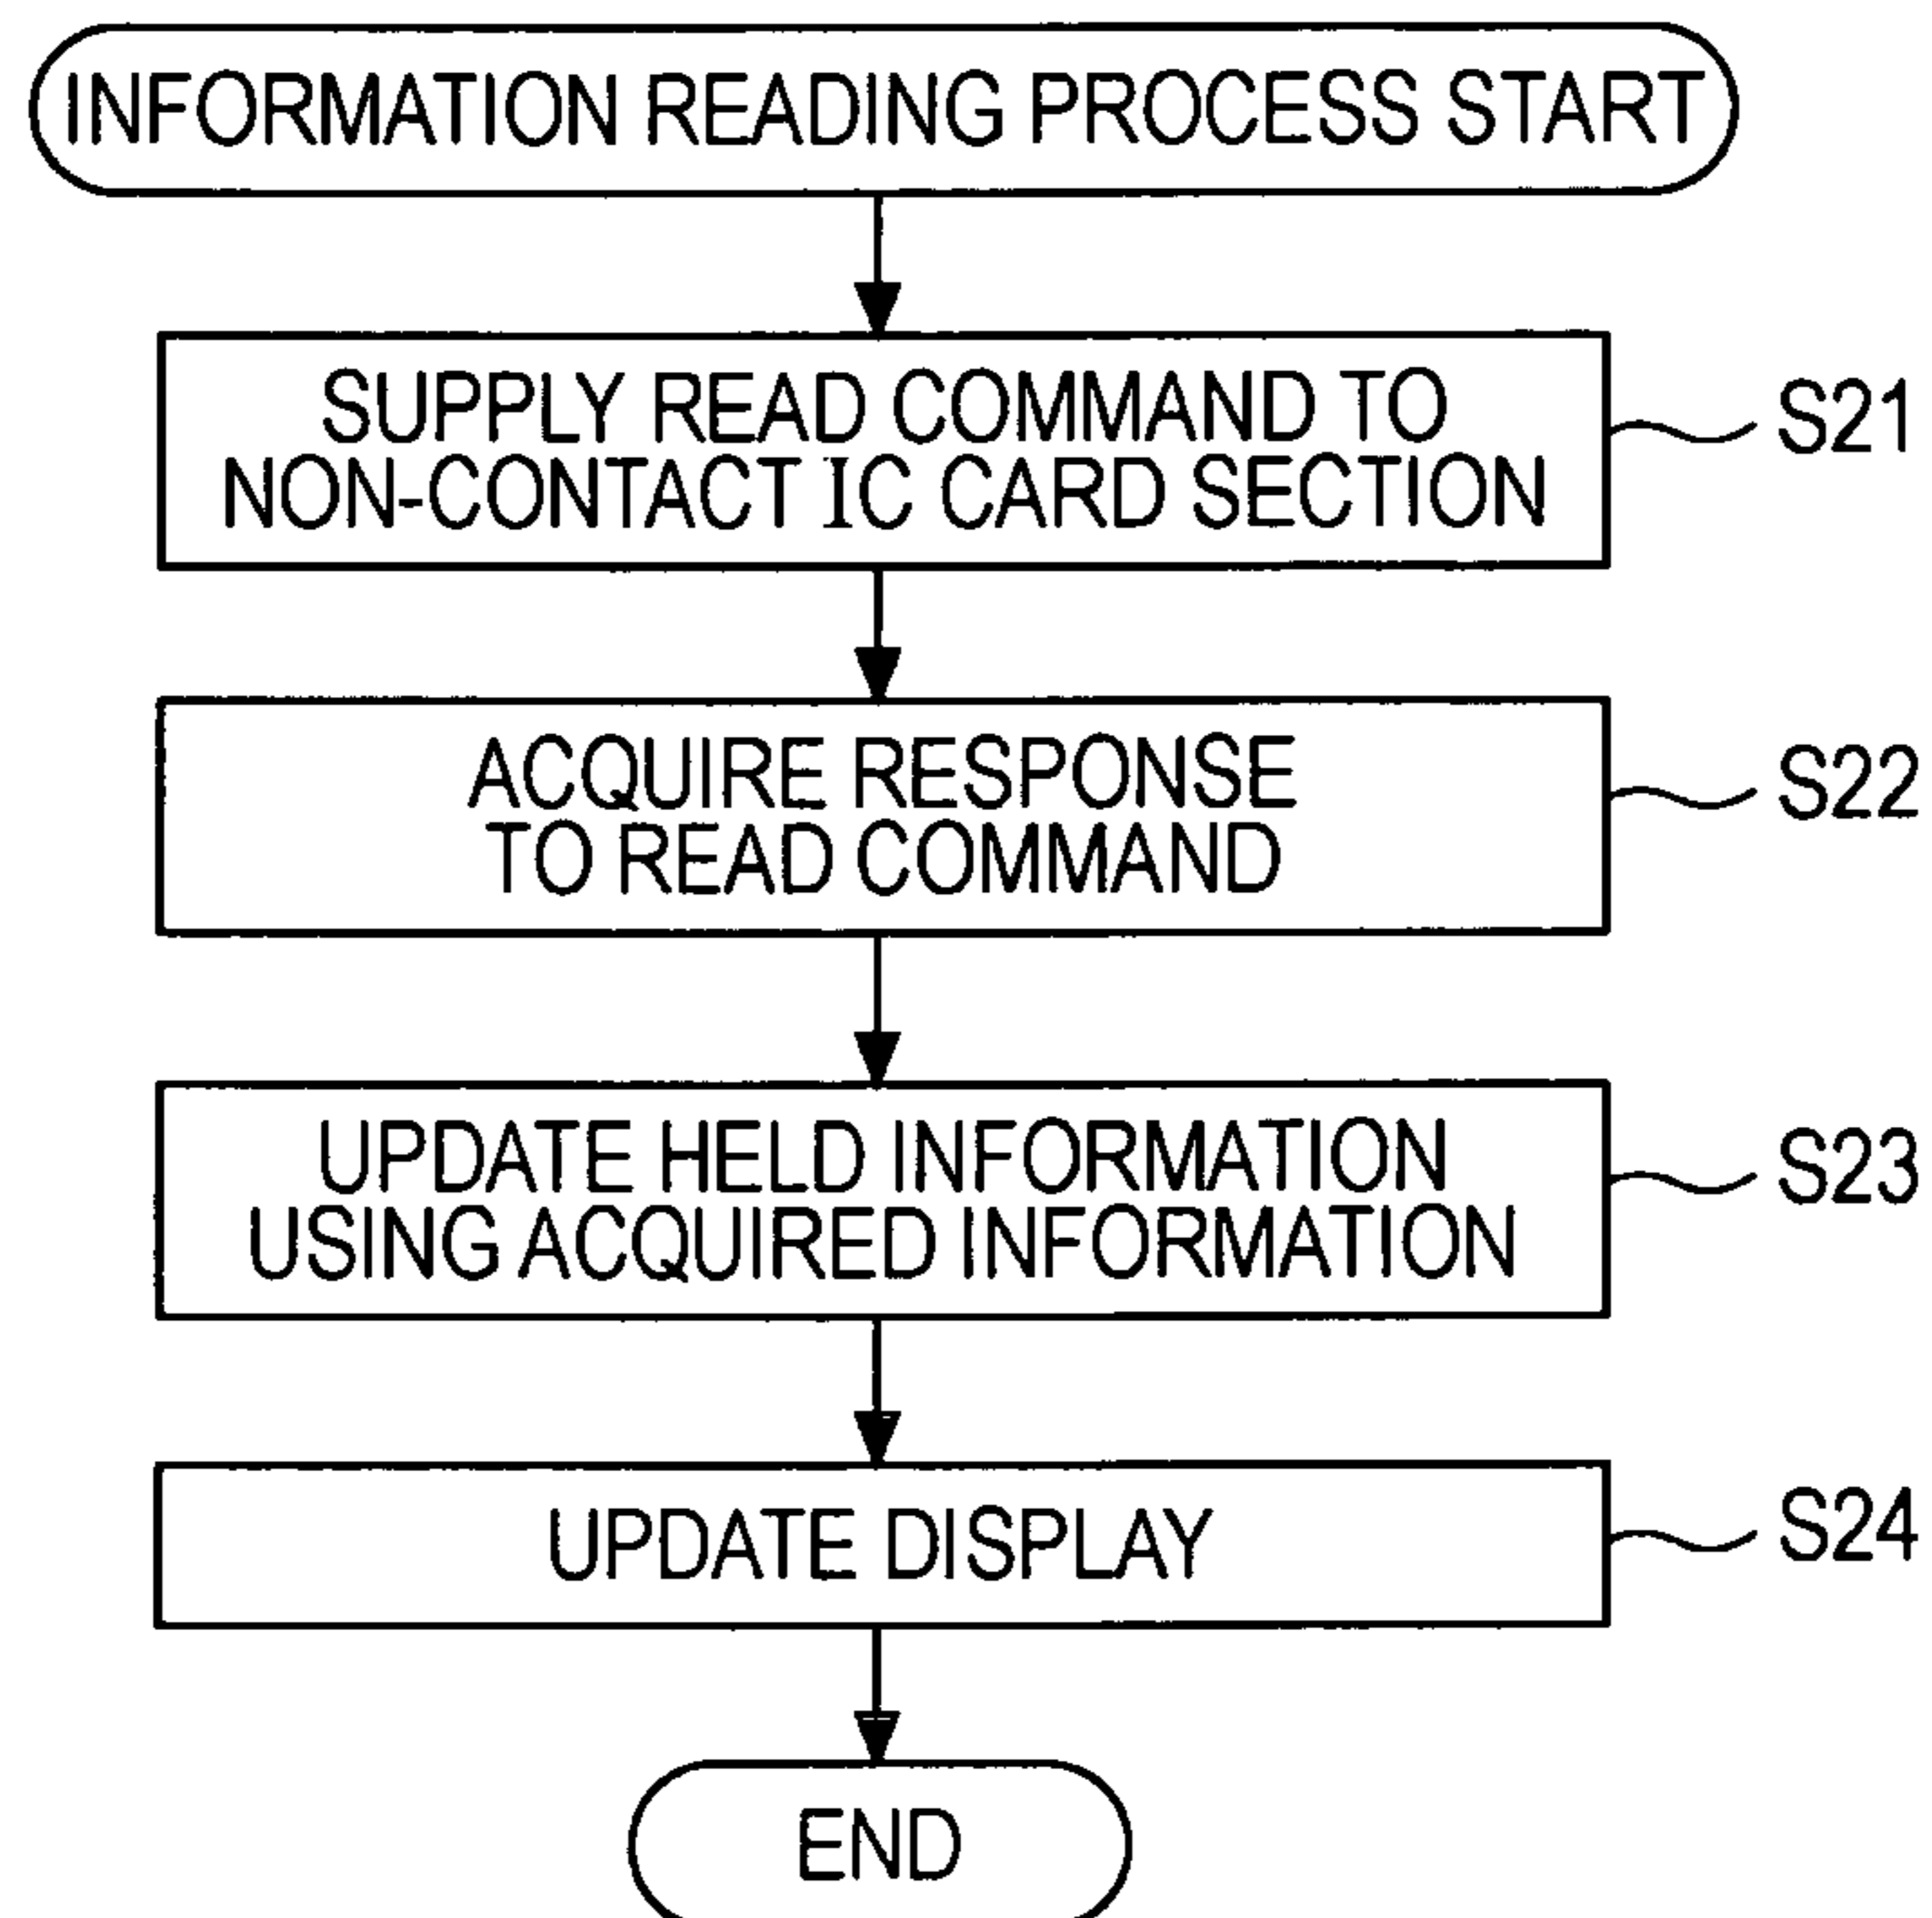 INFORMATION READING PROCESS START
SUPPLY READ COMMAND TO
NON-CONTACT IC CARD SECTION
S21
ACQUIRE RESPONSE
TO READ COMMAND
S22
UPDATE HELD INFORMATION
USING ACQUIRED INFORMATION
S23
UPDATE DISPLAY
S24
END